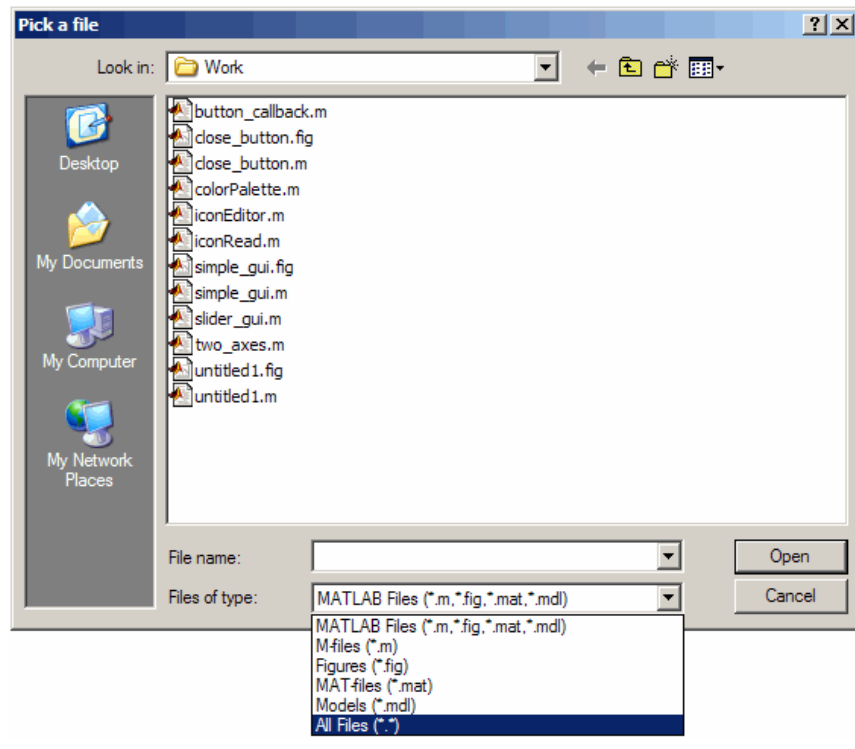 Pick a file
Look in:
Work
button_callback.m
close_button.fig
close_button.m
colorPalette.m
iconEditor.m
iconRead.m
simple_gui.fig
simple_gui.m
slider_gui.m
two_axes.m
untitled1.fig
untitled1.m
Desktop
My Documents
My Computer
My Network
Places
File name:
Open
Files of type:
MATLAB Files (*.m,*.fig,*.mat,*.mdl)
Cancel
MATLAB Files (*.m,*.fig,*.mat,*.mdl)
M-files (*.m)
Figures (*.fig)
MAT-files (*.mat)
Models (*.mdl)
All Files (*.*)